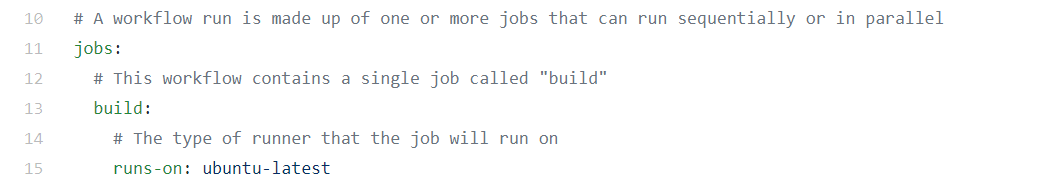 10 # A workflow run is made up of one or more jobs that can run sequentially or in parallel
11 jobs:
12   # This workflow contains a single job called "build"
13   build:
14     # The type of runner that the job will run on
15     runs-on: ubuntu-latest